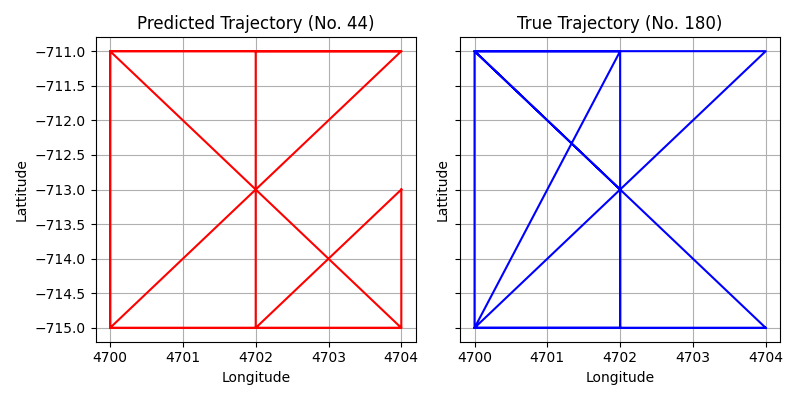 Predicted Trajectory (No. 44)
True Trajectory (No. 180)
−711.0
−711.5
−712.0
−712.5
−713.0
−713.5
−714.0
−714.5
−715.0
Lattitude
Lattitude
4700 4701 4702 4703 4704
4700 4701 4702 4703 4704
Longitude
Longitude